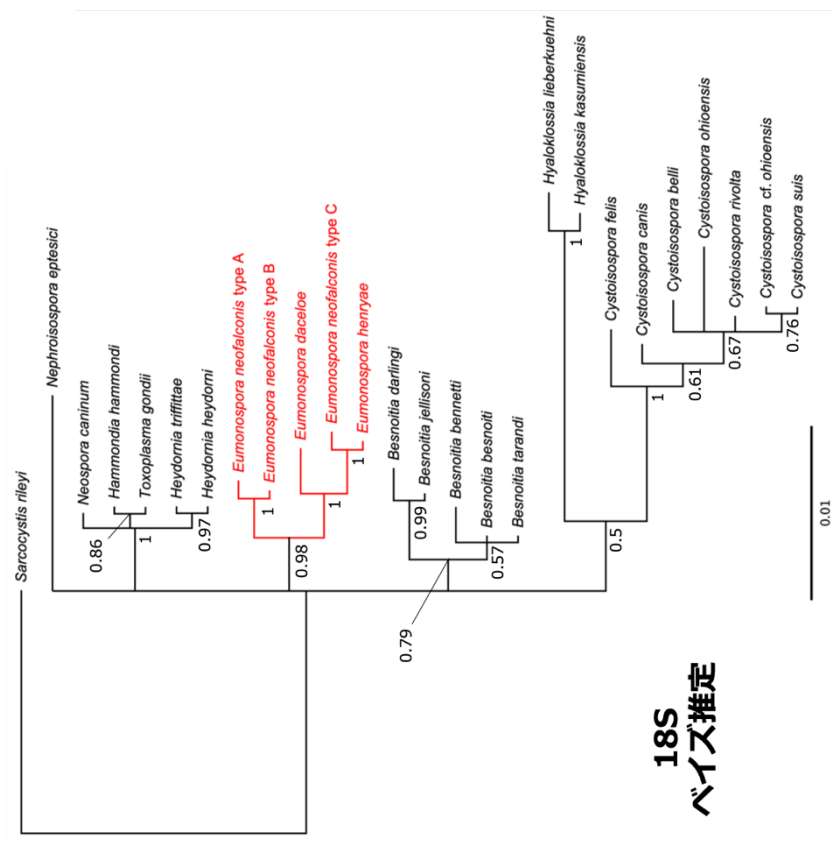 Sarcocystis rileyi
Nephroisospora eptesici
Neospora caninum
Hammondia hammondi
Toxoplasma gondii
Heydornia triffittae
Heydornia heydorni
0.86
1
0.97
Eumonospora neofalconis type A
Eumonospora neofalconis type B
Eumonospora daceloe
Eumonospora neofalconis type C
Eumonospora henryae
1
1
1
0.98
Besnoitia darlingi
Besnoitia jellisoni
Besnoitia bennetti
Besnoitia besnoiti
Besnoitia tarandi
0.99
0.57
0.79
Hyaloklossia lieberkuehni
Hyaloklossia kasumiensis
1
Cystoisospora felis
Cystoisospora canis
Cystoisospora belli
Cystoisospora ohioensis
Cystoisospora rivolta
Cystoisospora cf. ohioensis
Cystoisospora suis
1
0.61
0.67
0.76
0.5
0.01
18S
ベイズ推定